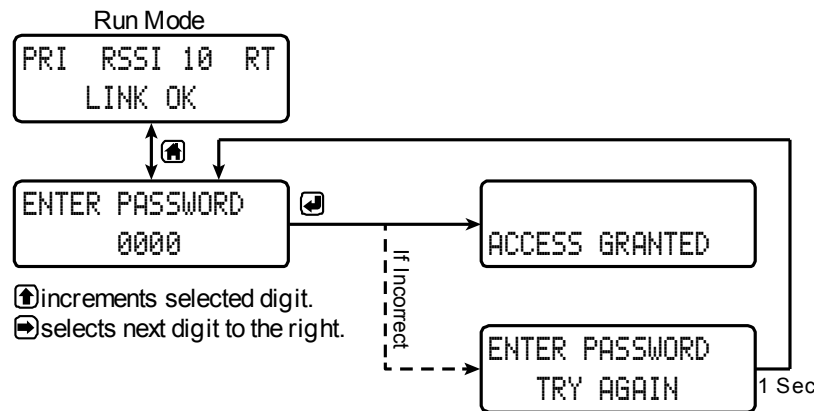 Run Mode
PRI RSSI 10 RT
LINK OK
ENTER PASSWORD
0000
ACCESS GRANTED
increments selected digit.
selects next digit to the right.
If Incorrect
ENTER PASSWORD
TRY AGAIN
1 Sec